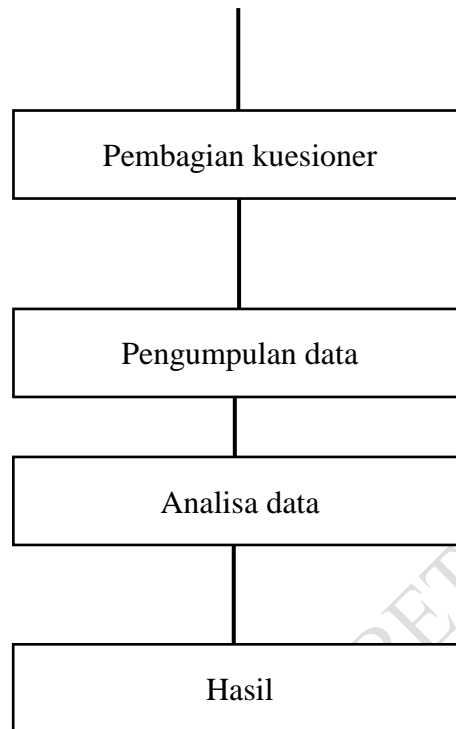 Pembagian kuesioner
Pengumpulan data
Analisa data
Hasil